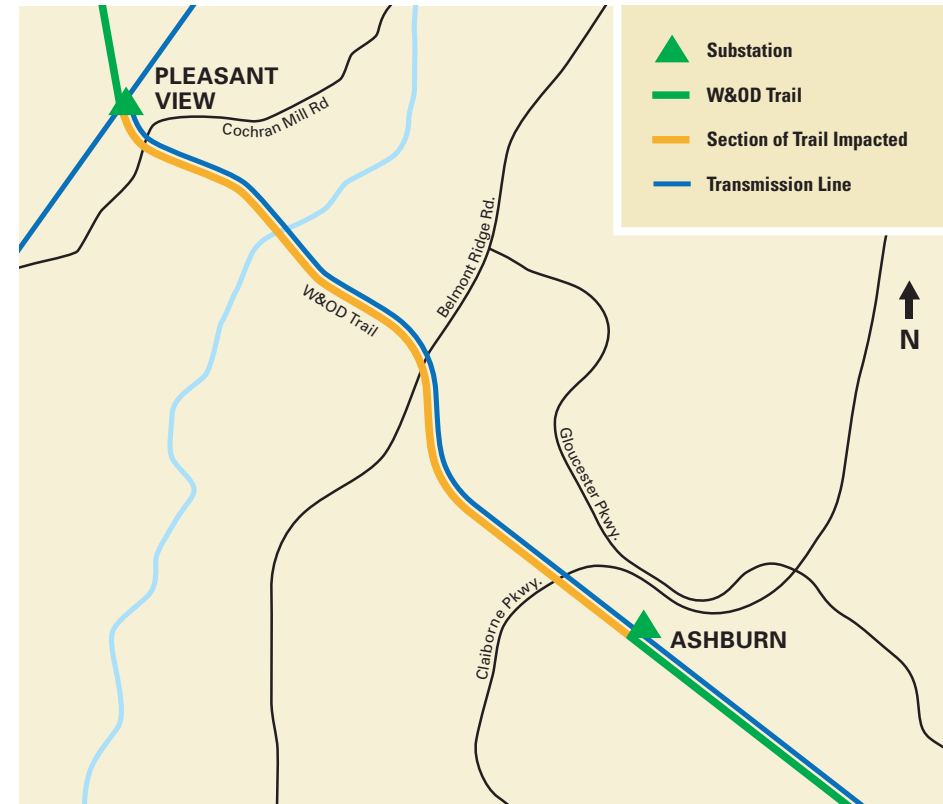 PLEASANT
VIEW
Cochran Mill Rd
Substation
W&OD Trail
Section of Trail Impacted
Transmission Line
Belmont Ridge Rd.
W&OD Trail
N
Gloucester Pkwy.
Claiborne Pkwy.
ASHBURN